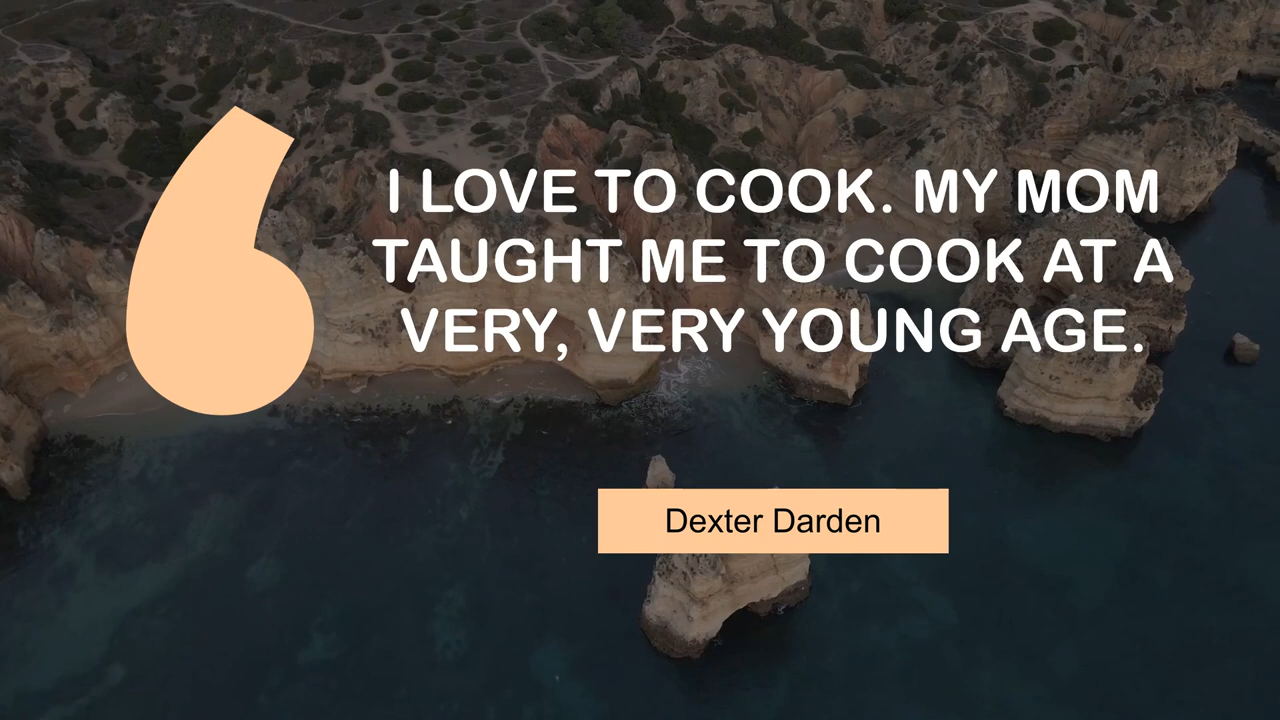 I LOVE TO COOK. MY MOM
TAUGHT ME TO COOK AT A
VERY, VERY YOUNG AGE.
Dexter Darden